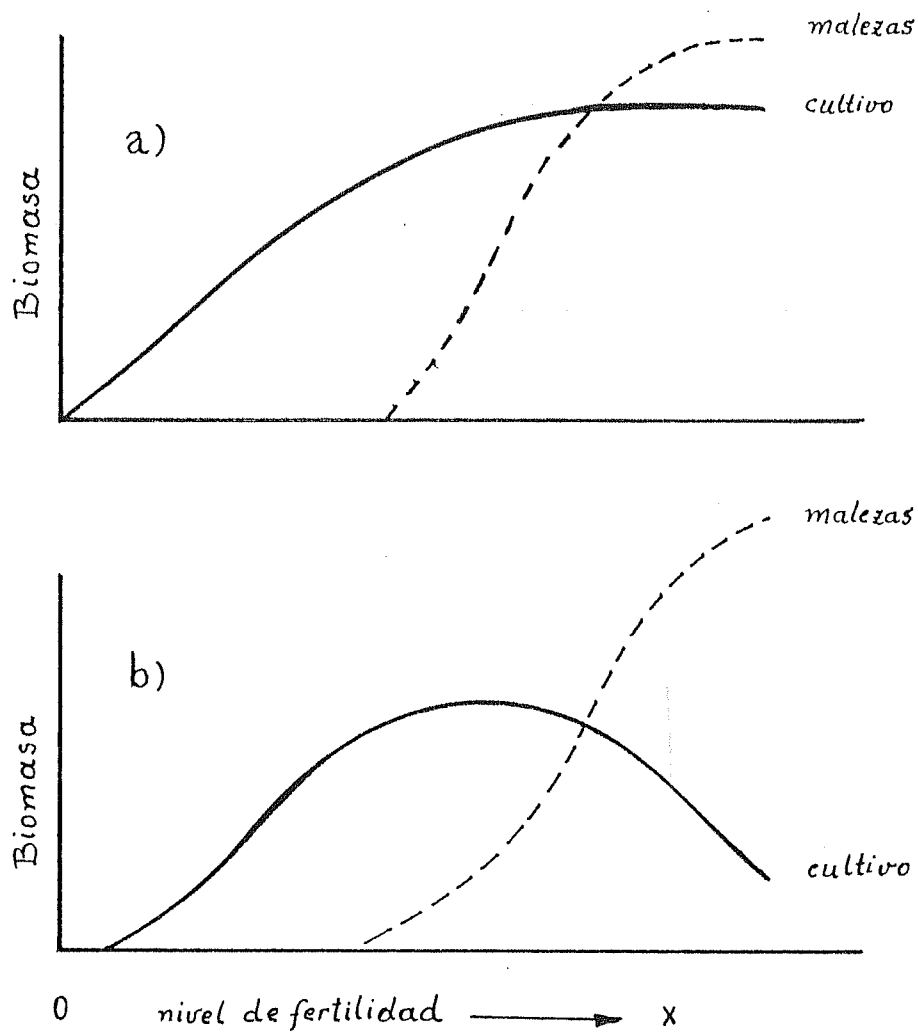 malezas
cultivo
a)
Biomasa
malezas
b)
Biomasa
cultivo
0 nivel de fertilidad x